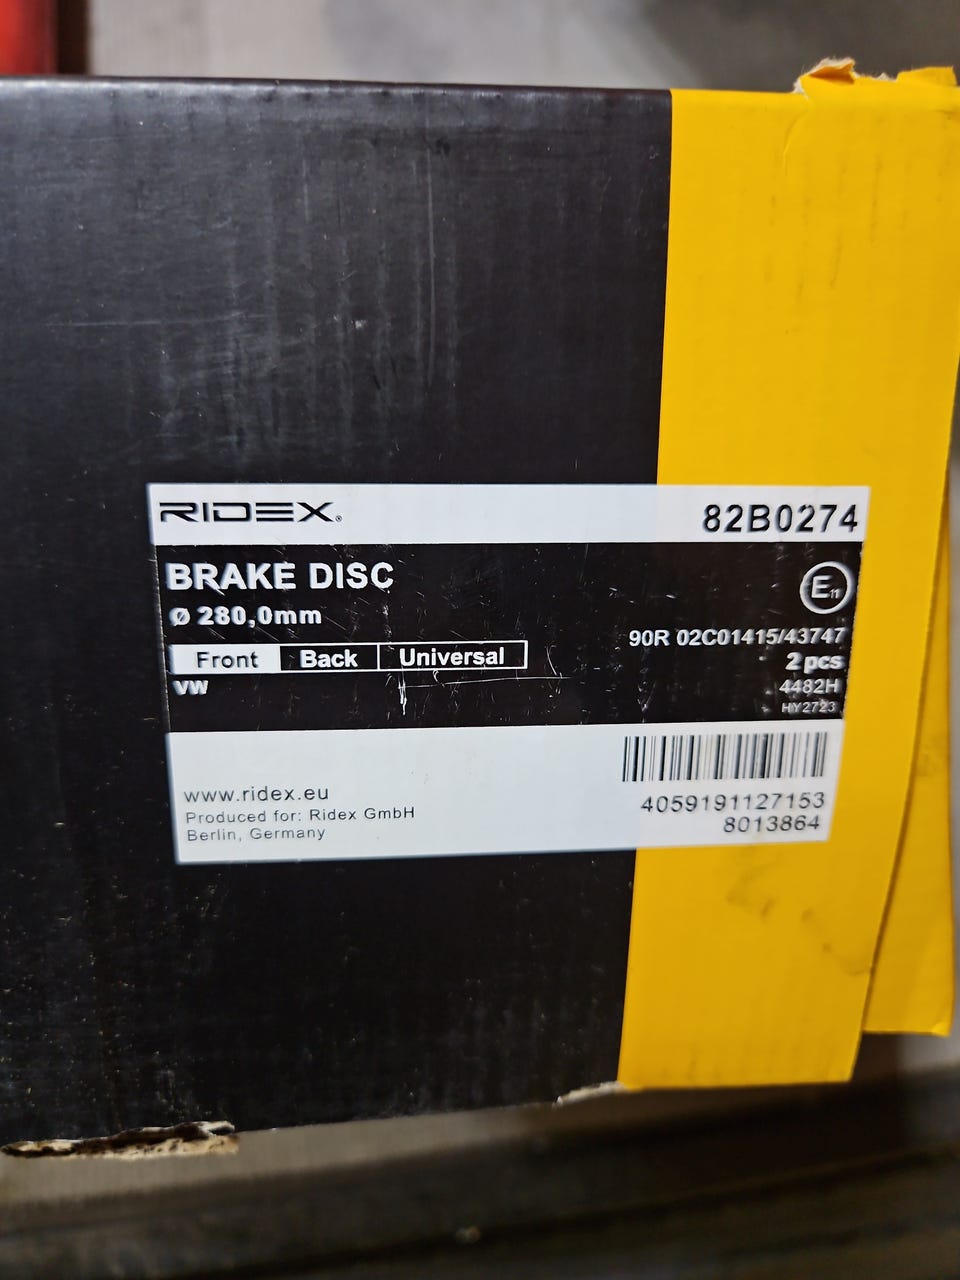 RIDEX®
82B0274
BRAKE DISC
E11
Ø 280,0mm
90R 02C01415/43747
Front Back Universal
2 pcs
VW
4482H
HY2723
www.ridex.eu
Produced for: Ridex GmbH
Berlin, Germany
4059191127153
8013864